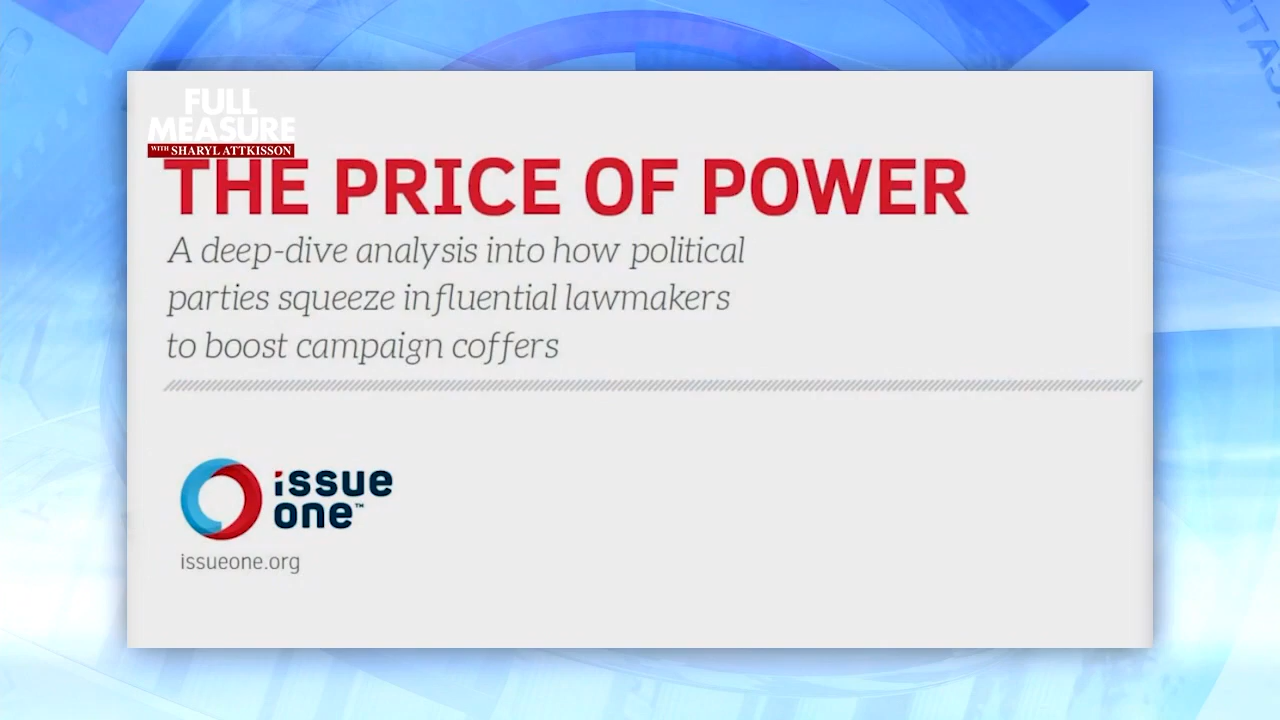 FULL
MEASURE
WITH SHARYL ATTKISSON
THE PRICE OF POWER
A deep-dive analysis into how political
parties squeeze influential lawmakers
to boost campaign coffers
issue
one™
issueone.org